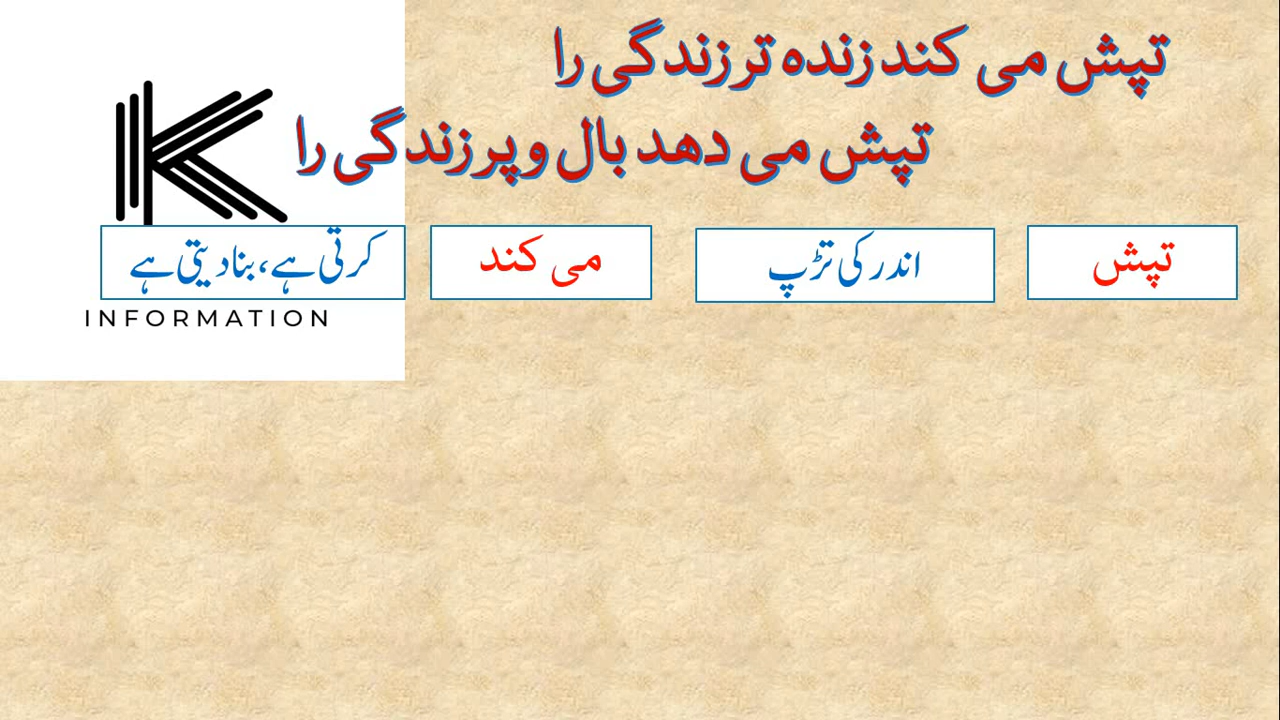 تپش می کند زندہ تر زندگی را
تپش می دھد بال و پر زندگی را
تپش
اندر کی تڑپ
می کند
کرتی ہے، بنا دیتی ہے
INFORMATION